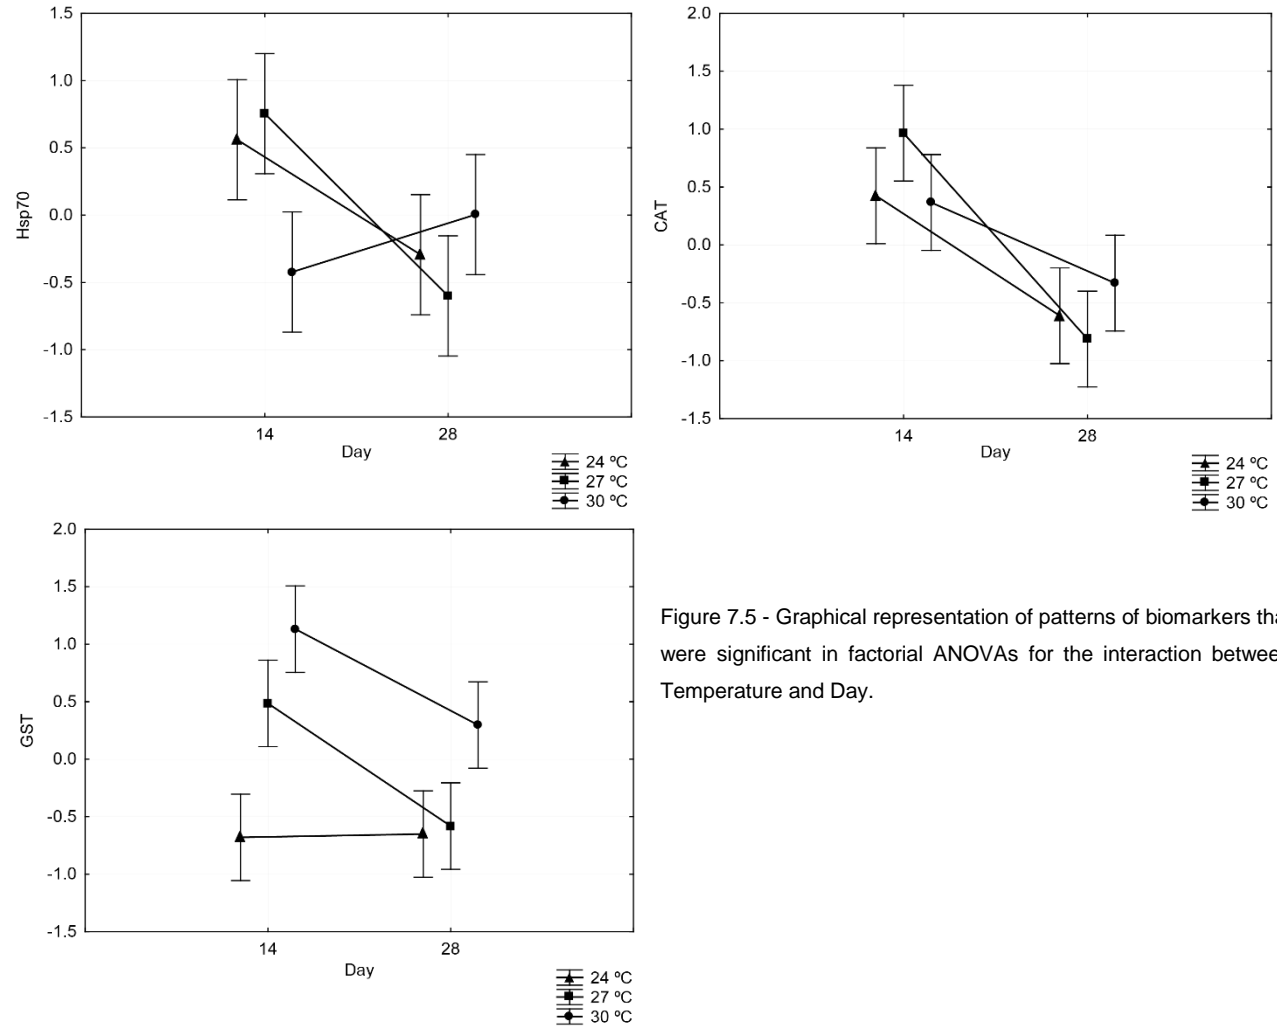 1.5
1.0
0.5
0.0
-0.5
-1.0
-1.5
Hsp70
14
28
Day
24 ºC
27 ºC
30 ºC
2.0
1.5
1.0
0.5
0.0
-0.5
-1.0
-1.5
CAT
14
28
Day
24 ºC
27 ºC
30 ºC
2.0
1.5
1.0
0.5
0.0
-0.5
-1.0
-1.5
GST
14
28
Day
24 ºC
27 ºC
30 ºC
Figure 7.5 - Graphical representation of patterns of biomarkers tha
were significant in factorial ANOVAs for the interaction between
Temperature and Day.